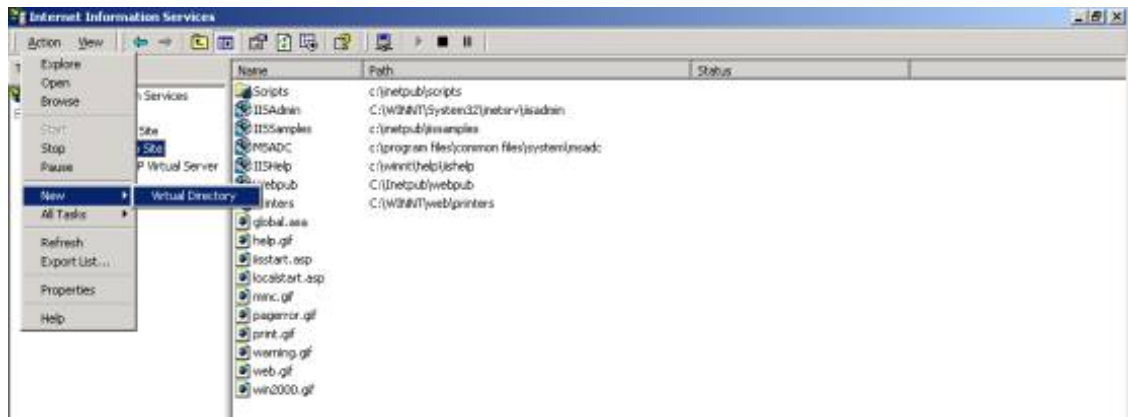 Internet Information Services
Action View
Explore
Open
Browse
Start
Stop
Pause
New
All Tasks
Refresh
Export List...
Properties
Help
Virtual Directory
Services
Site
Site
P Virtual Server
Name Path Status
Scripts c:\inetpub\scripts
IISAdmin C:\WINNT\System32\inetsrv\iisadmin
IISSamples c:\inetpub\iissamples
MSADC c:\program files\common files\system\msadc
IISHelp c:\winnt\help\iishelp
Webpub C:\Inetpub\webpub
Printers C:\WINNT\web\printers
global.asa
help.gif
iisstart.asp
localstart.asp
mmc.gif
pagerror.gif
print.gif
warning.gif
web.gif
win2000.gif